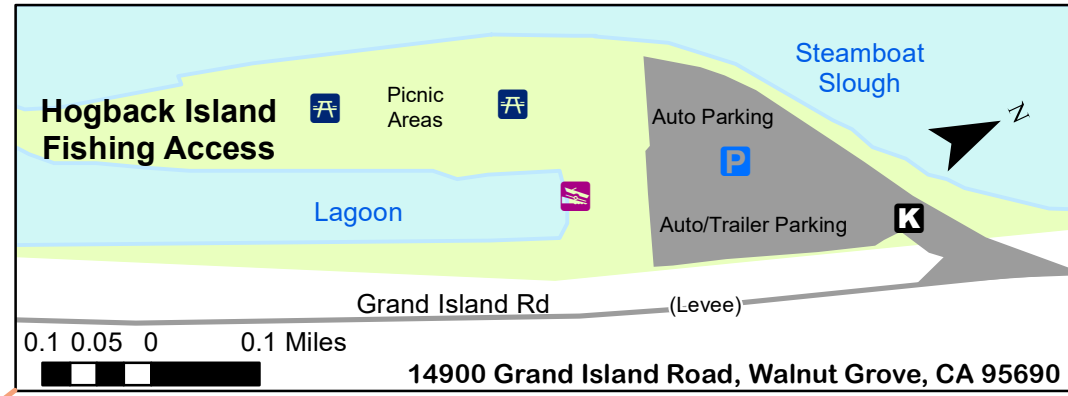 Steamboat
Slough
Hogback Island
Fishing Access
Picnic
Areas
Auto Parking
N
P
Lagoon
Auto/Trailer Parking
K
Grand Island Rd
(Levee)
0.1 0.05 0 0.1 Miles
14900 Grand Island Road, Walnut Grove, CA 95690